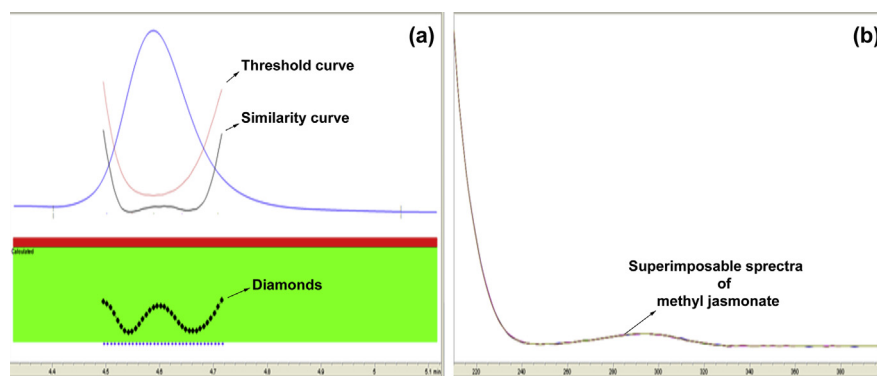 (a)
Threshold curve
Similarity curve
Calculated
Diamonds
4.4 4.5 4.6 4.7 4.8 4.9 5 5.1 min
(b)
Superimposable sprectra
of
methyl jasmonate
220 240 260 280 300 320 340 360 380